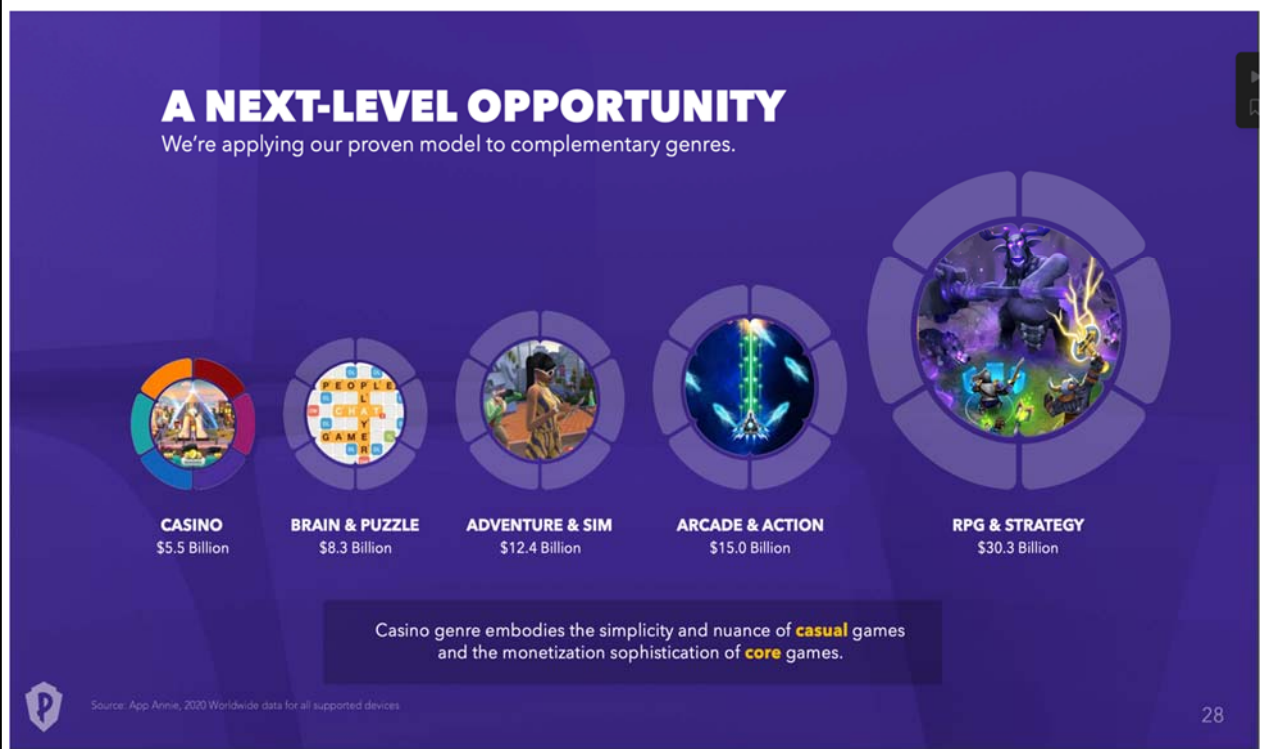 A NEXT-LEVEL OPPORTUNITY
We're applying our proven model to complementary genres.
PEOPLE
CHAT
PLAYER
GAME
CASINO
$5.5 Billion
BRAIN & PUZZLE
$8.3 Billion
ADVENTURE & SIM
$12.4 Billion
ARCADE & ACTION
$15.0 Billion
RPG & STRATEGY
$30.3 Billion
Casino genre embodies the simplicity and nuance of casual games
and the monetization sophistication of core games.
P
Source: App Annie, 2020 Worldwide data for all supported devices
28